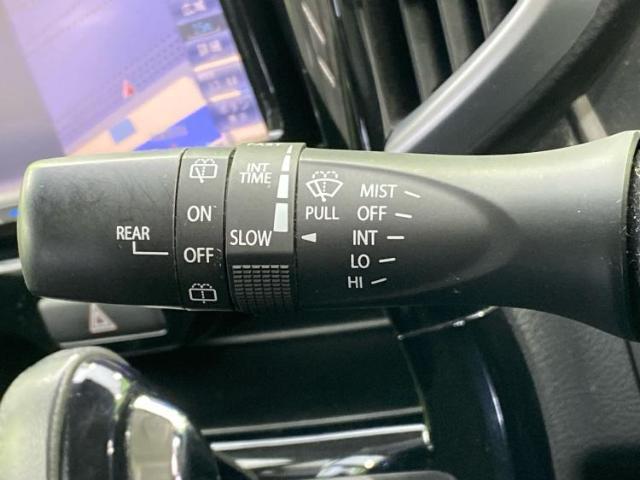 REAR
ON
OFF
INT
TIME
SLOW
PULL
MIST
OFF
INT
LO
HI